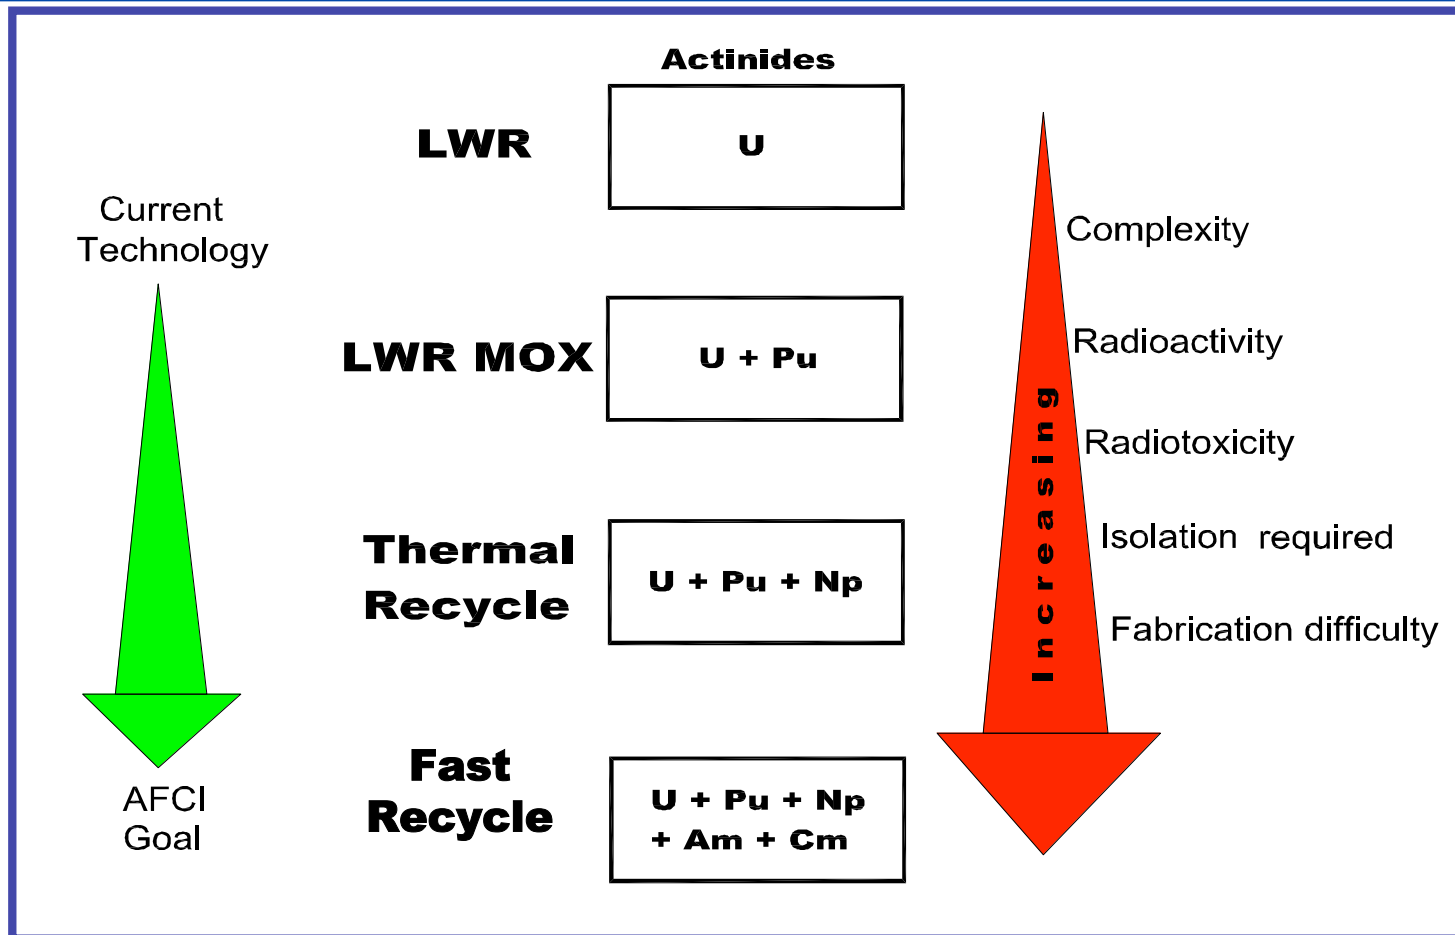 Actinides
LWR
U
Current
Technology
Complexity
LWR MOX
U + Pu
Radioactivity
Radiotoxicity
Increasing
Isolation required
Thermal
Recycle
U + Pu + Np
Fabrication difficulty
Fast
Recycle
U + Pu + Np
+ Am + Cm
AFCI
Goal